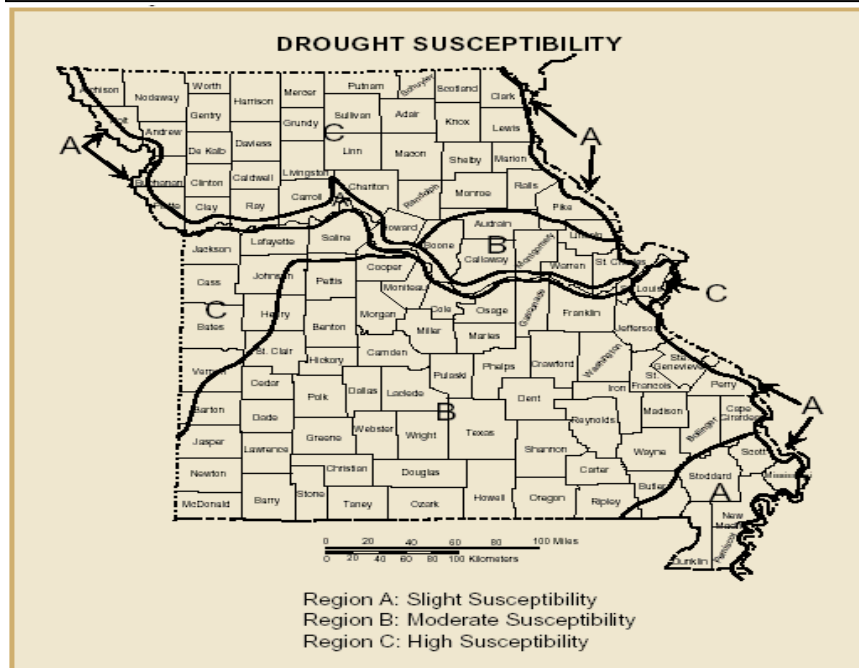 DROUGHT SUSCEPTIBILITY
Nodaway
Worth
Gentry
Harrison
Mercer
Putnam
Schuyler
Scotland
Clark
Andrew
De Kalb
Daviess
Grundy
Sullivan
Adair
Knox
Lewis
A
C
Linn
Macon
Shelby
Marion
A
Buchanan
Clinton
Caldwell
Livingston
Chariton
Randolph
Monroe
Ralls
Pike
Clay
Ray
Carroll
A
Howard
Boone
Audrain
B
Callaway
Montgomery
Lincoln
Warren
St. Charles
St. Louis
C
Jackson
Lafayette
Saline
Cooper
Moniteau
Cass
Johnson
Pettis
Morgan
Cole
Osage
Gasconade
Franklin
Jefferson
C
Bates
Henry
Benton
Miller
Maries
Vernon
St. Clair
Hickory
Camden
Pulaski
Phelps
Crawford
Washington
Ste. Genevieve
St. Francois
Perry
A
Barton
Cedar
Polk
Dallas
Laclede
B
Dent
Iron
Madison
Bollinger
Cape Girardeau
Dade
Jasper
Lawrence
Greene
Webster
Wright
Texas
Shannon
Reynolds
Wayne
Scott
Newton
Christian
Douglas
Carter
Butler
Stoddard
A
Mississippi
McDonald
Barry
Stone
Taney
Ozark
Howell
Oregon
Ripley
New Madrid
Dunklin
Pemiscot
0 20 40 60 80 100 Miles
0 20 40 60 80 100 Kilometers
Region A: Slight Susceptibility
Region B: Moderate Susceptibility
Region C: High Susceptibility